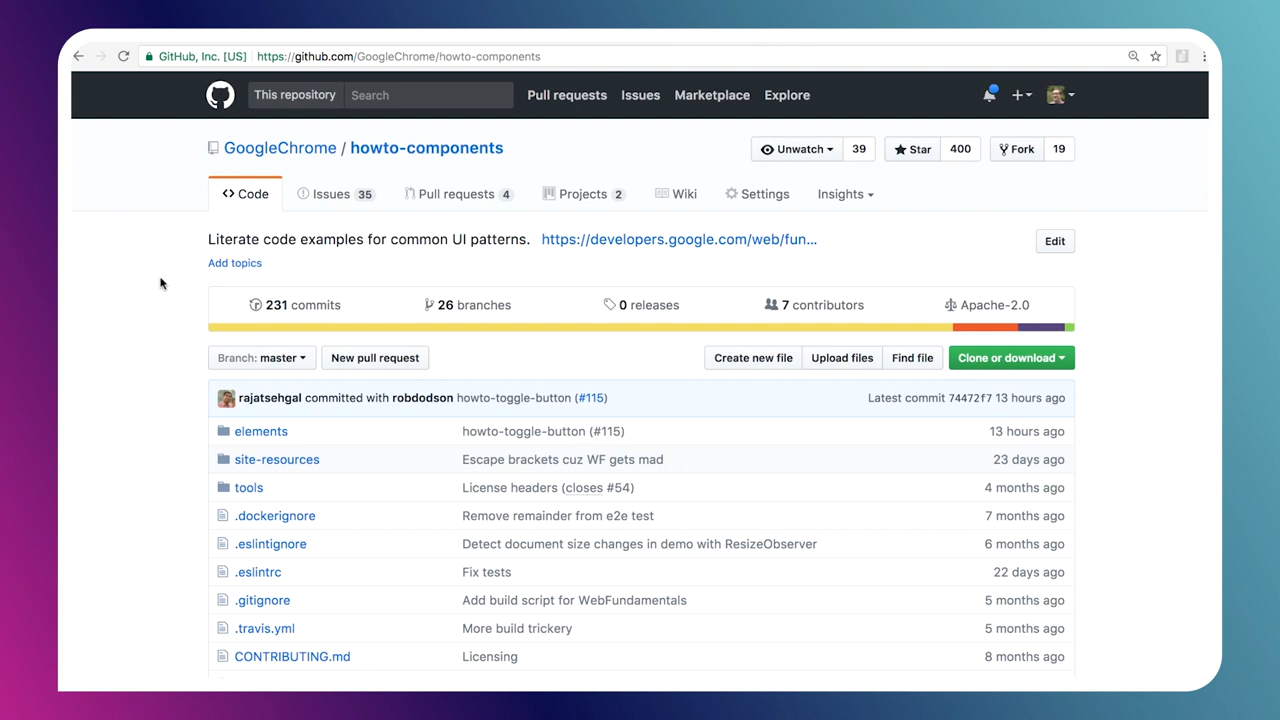 GitHub, Inc. [US] https://github.com/GoogleChrome/howto-components
This repository Search Pull requests Issues Marketplace Explore
GoogleChrome / howto-components Unwatch 39 Star 400 Fork 19
Code Issues 35 Pull requests 4 Projects 2 Wiki Settings Insights
Literate code examples for common UI patterns. https://developers.google.com/web/fun... Edit
Add topics
231 commits 26 branches 0 releases 7 contributors Apache-2.0
Branch: master New pull request Create new file Upload files Find file Clone or download
rajatsehgal committed with robdodson howto-toggle-button (#115) Latest commit 74472f7 13 hours ago
elements howto-toggle-button (#115) 13 hours ago
site-resources Escape brackets cuz WF gets mad 23 days ago
tools License headers (closes #54) 4 months ago
.dockerignore Remove remainder from e2e test 7 months ago
.eslintignore Detect document size changes in demo with ResizeObserver 6 months ago
.eslintrc Fix tests 22 days ago
.gitignore Add build script for WebFundamentals 5 months ago
.travis.yml More build trickery 5 months ago
CONTRIBUTING.md Licensing 8 months ago